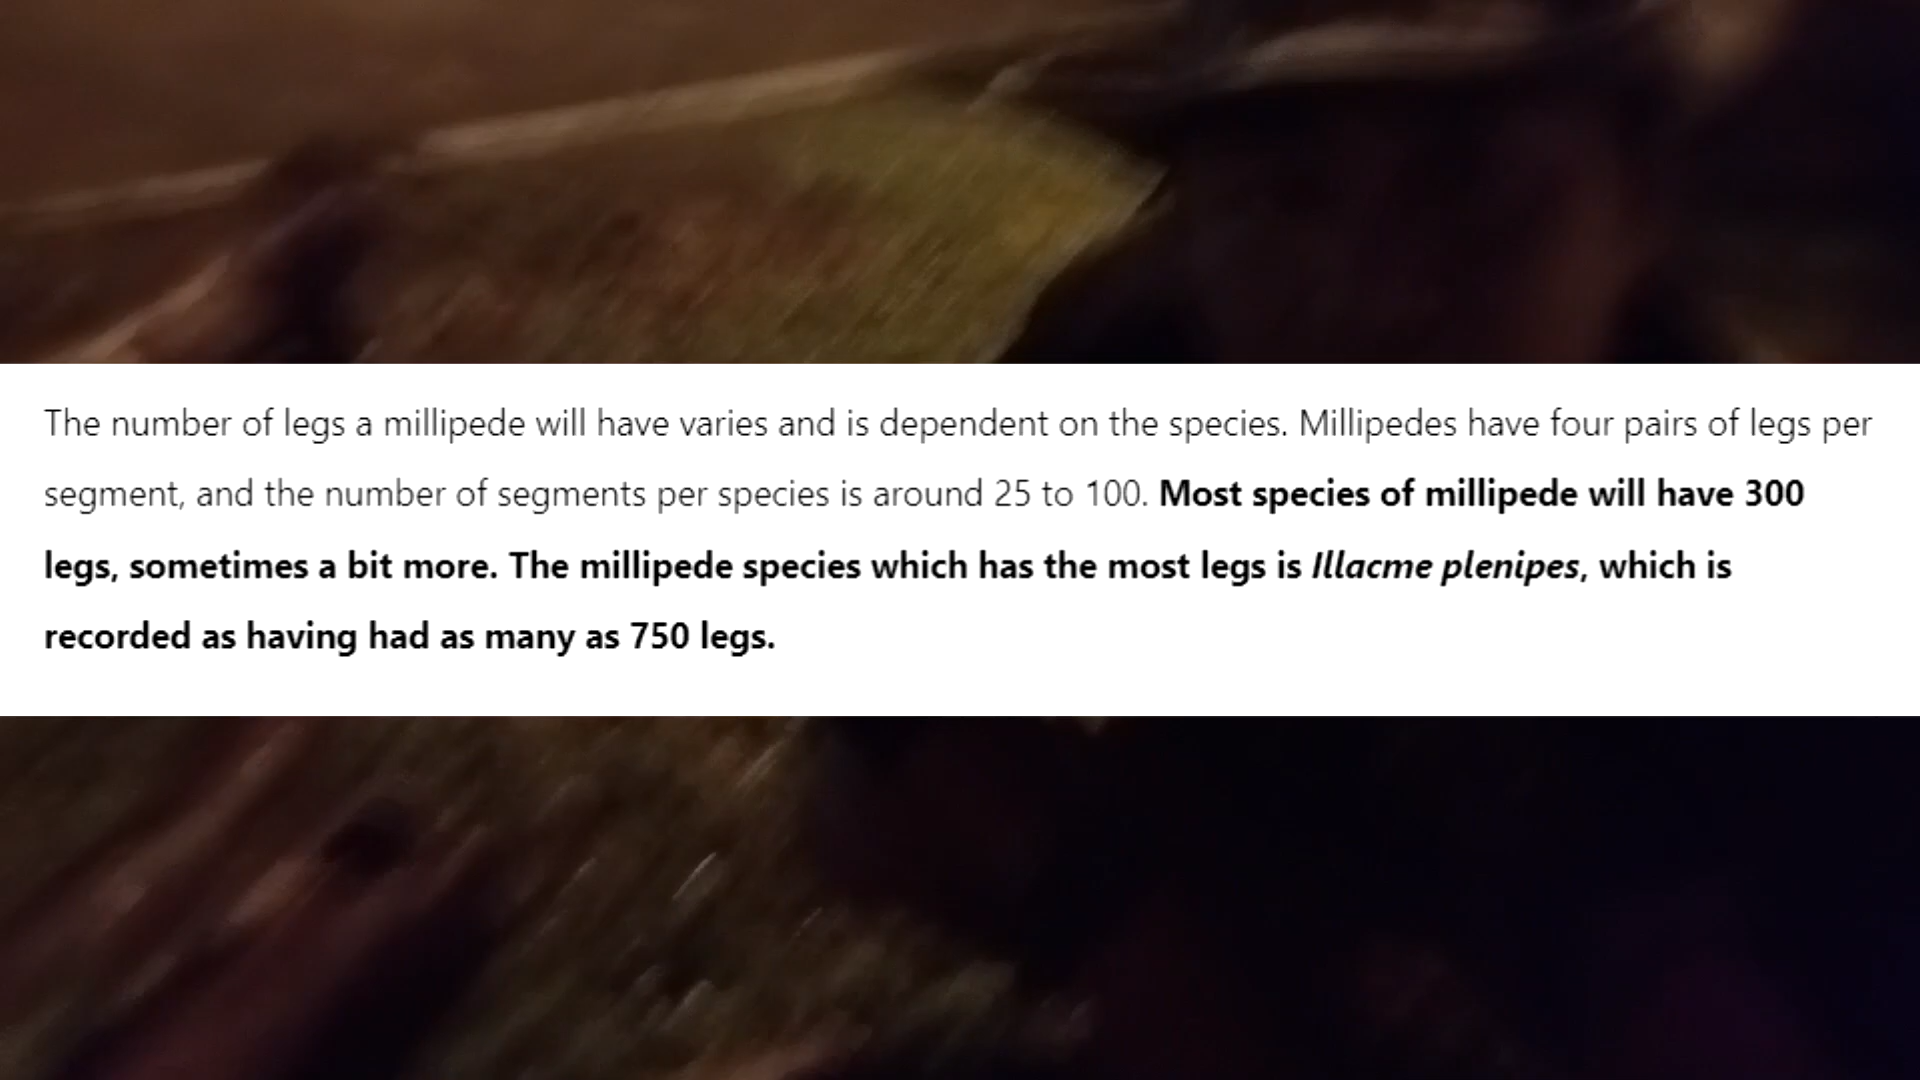 The number of legs a millipede will have varies and is dependent on the species. Millipedes have four pairs of legs per
segment, and the number of segments per species is around 25 to 100. Most species of millipede will have 300
legs, sometimes a bit more. The millipede species which has the most legs is Illacme plenipes, which is
recorded as having had as many as 750 legs.